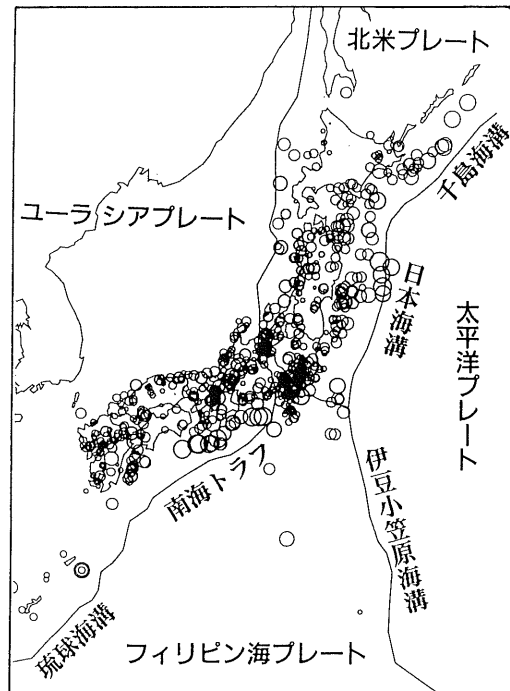 北米プレート
千島海溝
ユーラシアプレート
日本海溝
太平洋プレート
南海トラフ
伊豆小笠原海溝
琉球海溝
フィリピン海プレート